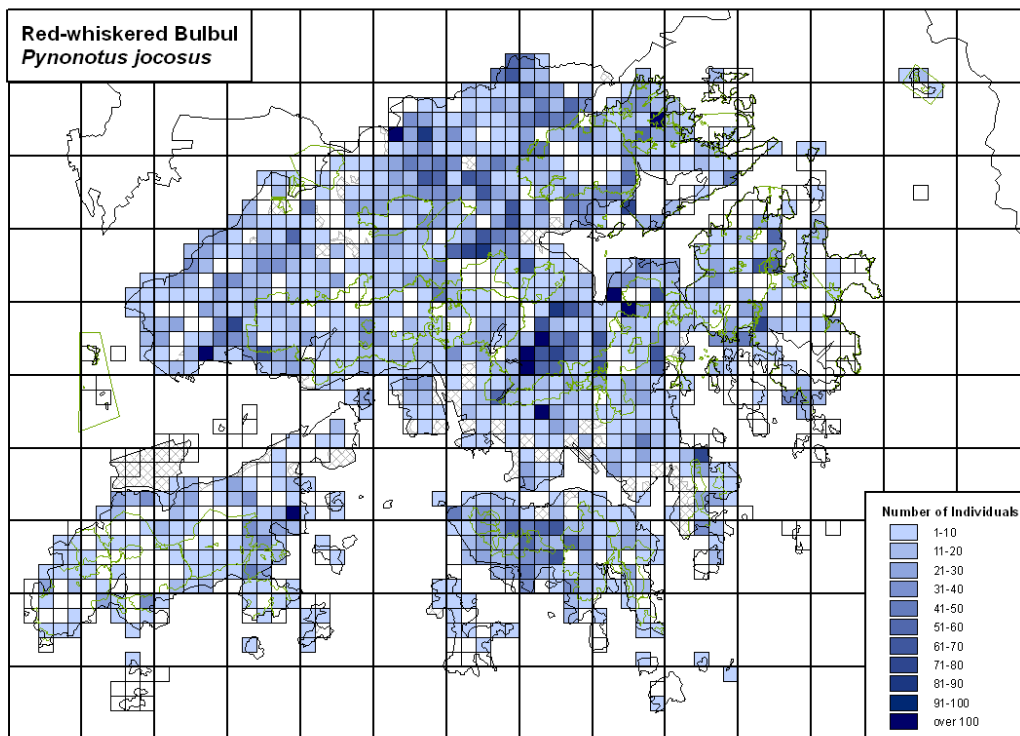 Red-whiskered Bulbul
Pynonotus jocosus
Number of Individuals
1-10
11-20
21-30
31-40
41-50
51-60
61-70
71-80
81-90
91-100
over 100